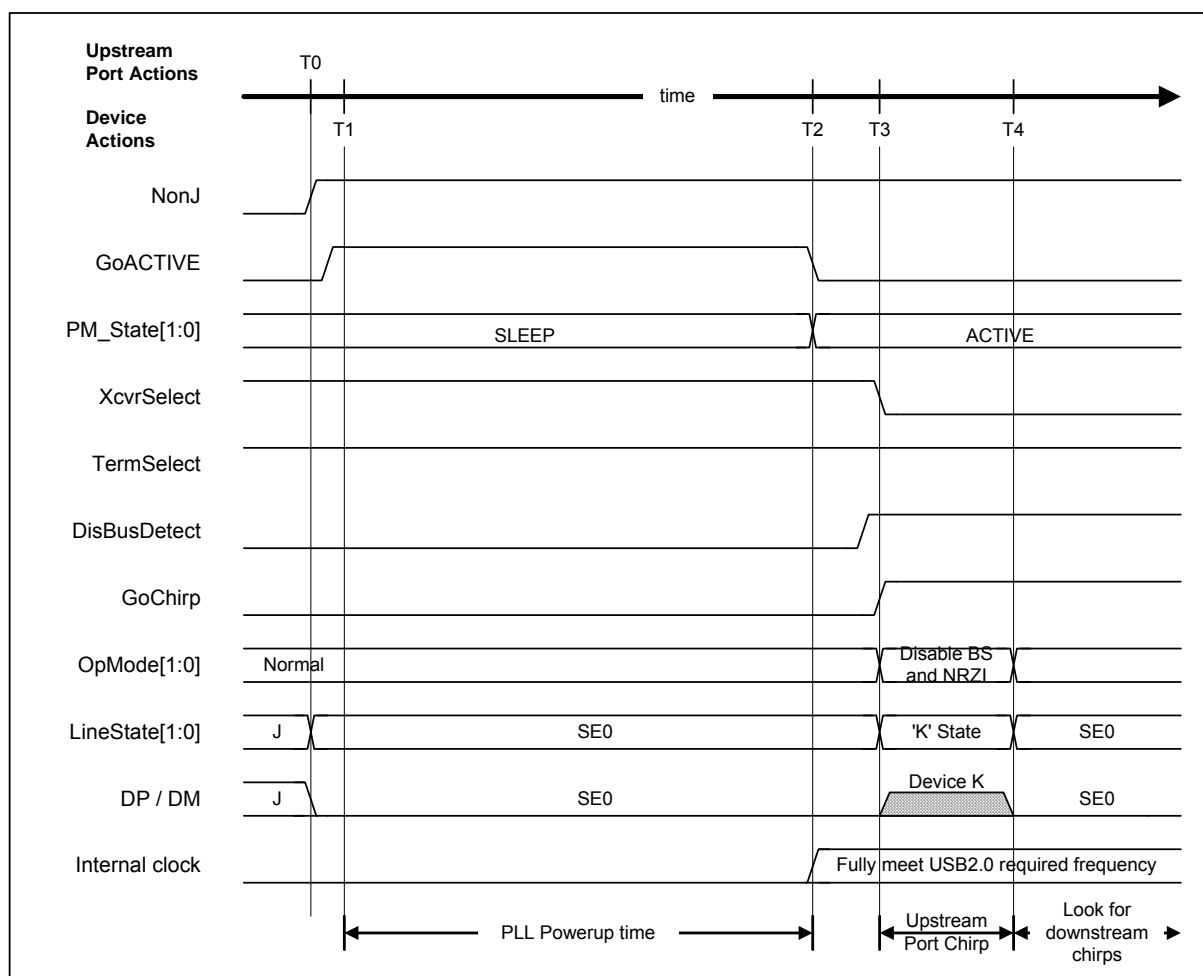 Upstream
Port Actions
T0
time
Device
Actions
T1
T2
T3
T4
NonJ
GoACTIVE
PM_State[1:0]
SLEEP
ACTIVE
XcvrSelect
TermSelect
DisBusDetect
GoChirp
OpMode[1:0]
Normal
Disable BS
and NRZI
LineState[1:0]
J
SE0
'K' State
SE0
DP / DM
J
SE0
Device K
SE0
Internal clock
Fully meet USB2.0 required frequency
PLL Powerup time
Upstream
Port Chirp
Look for
downstream
chirps